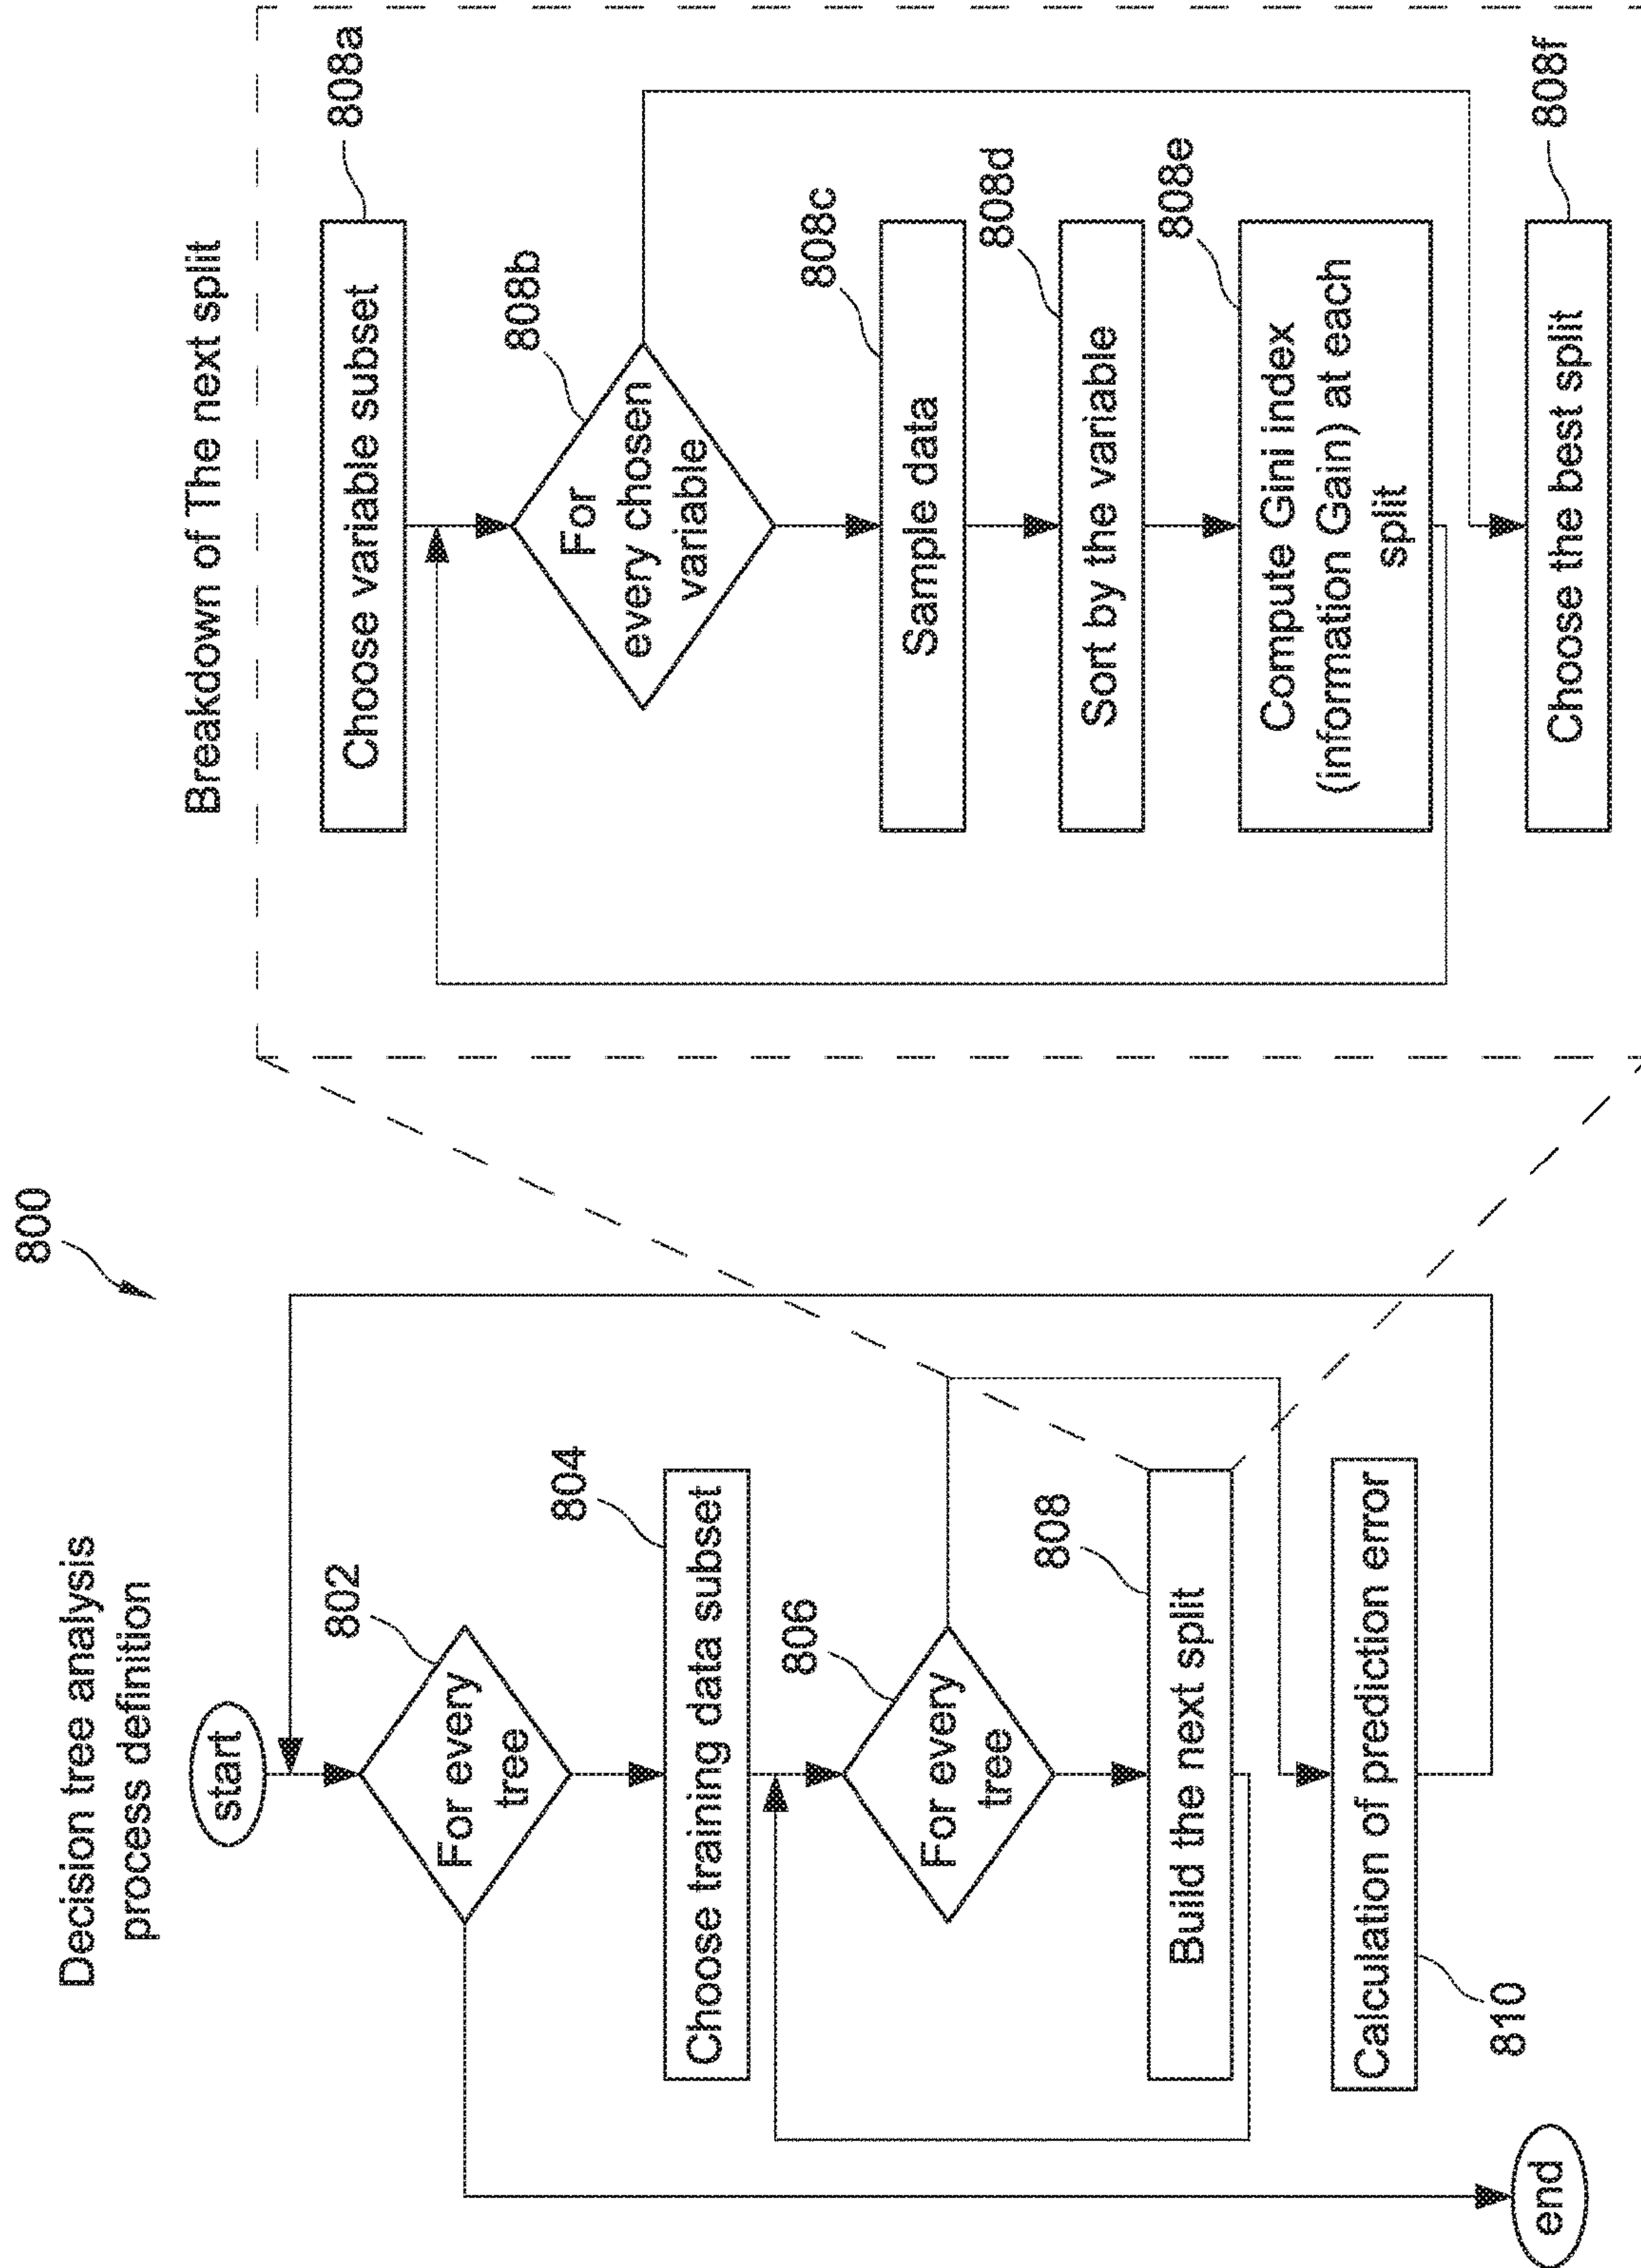 800
Decision tree analysis
process definition
start
802
For every
tree
804
Choose training data subset
806
For every
tree
808
Build the next split
Calculation of prediction error
810
end
Breakdown of The next split
808a
Choose variable subset
808b
For
every chosen
variable
808c
Sample data
808d
Sort by the variable
808e
Compute Gini index
(information Gain) at each
split
808f
Choose the best split